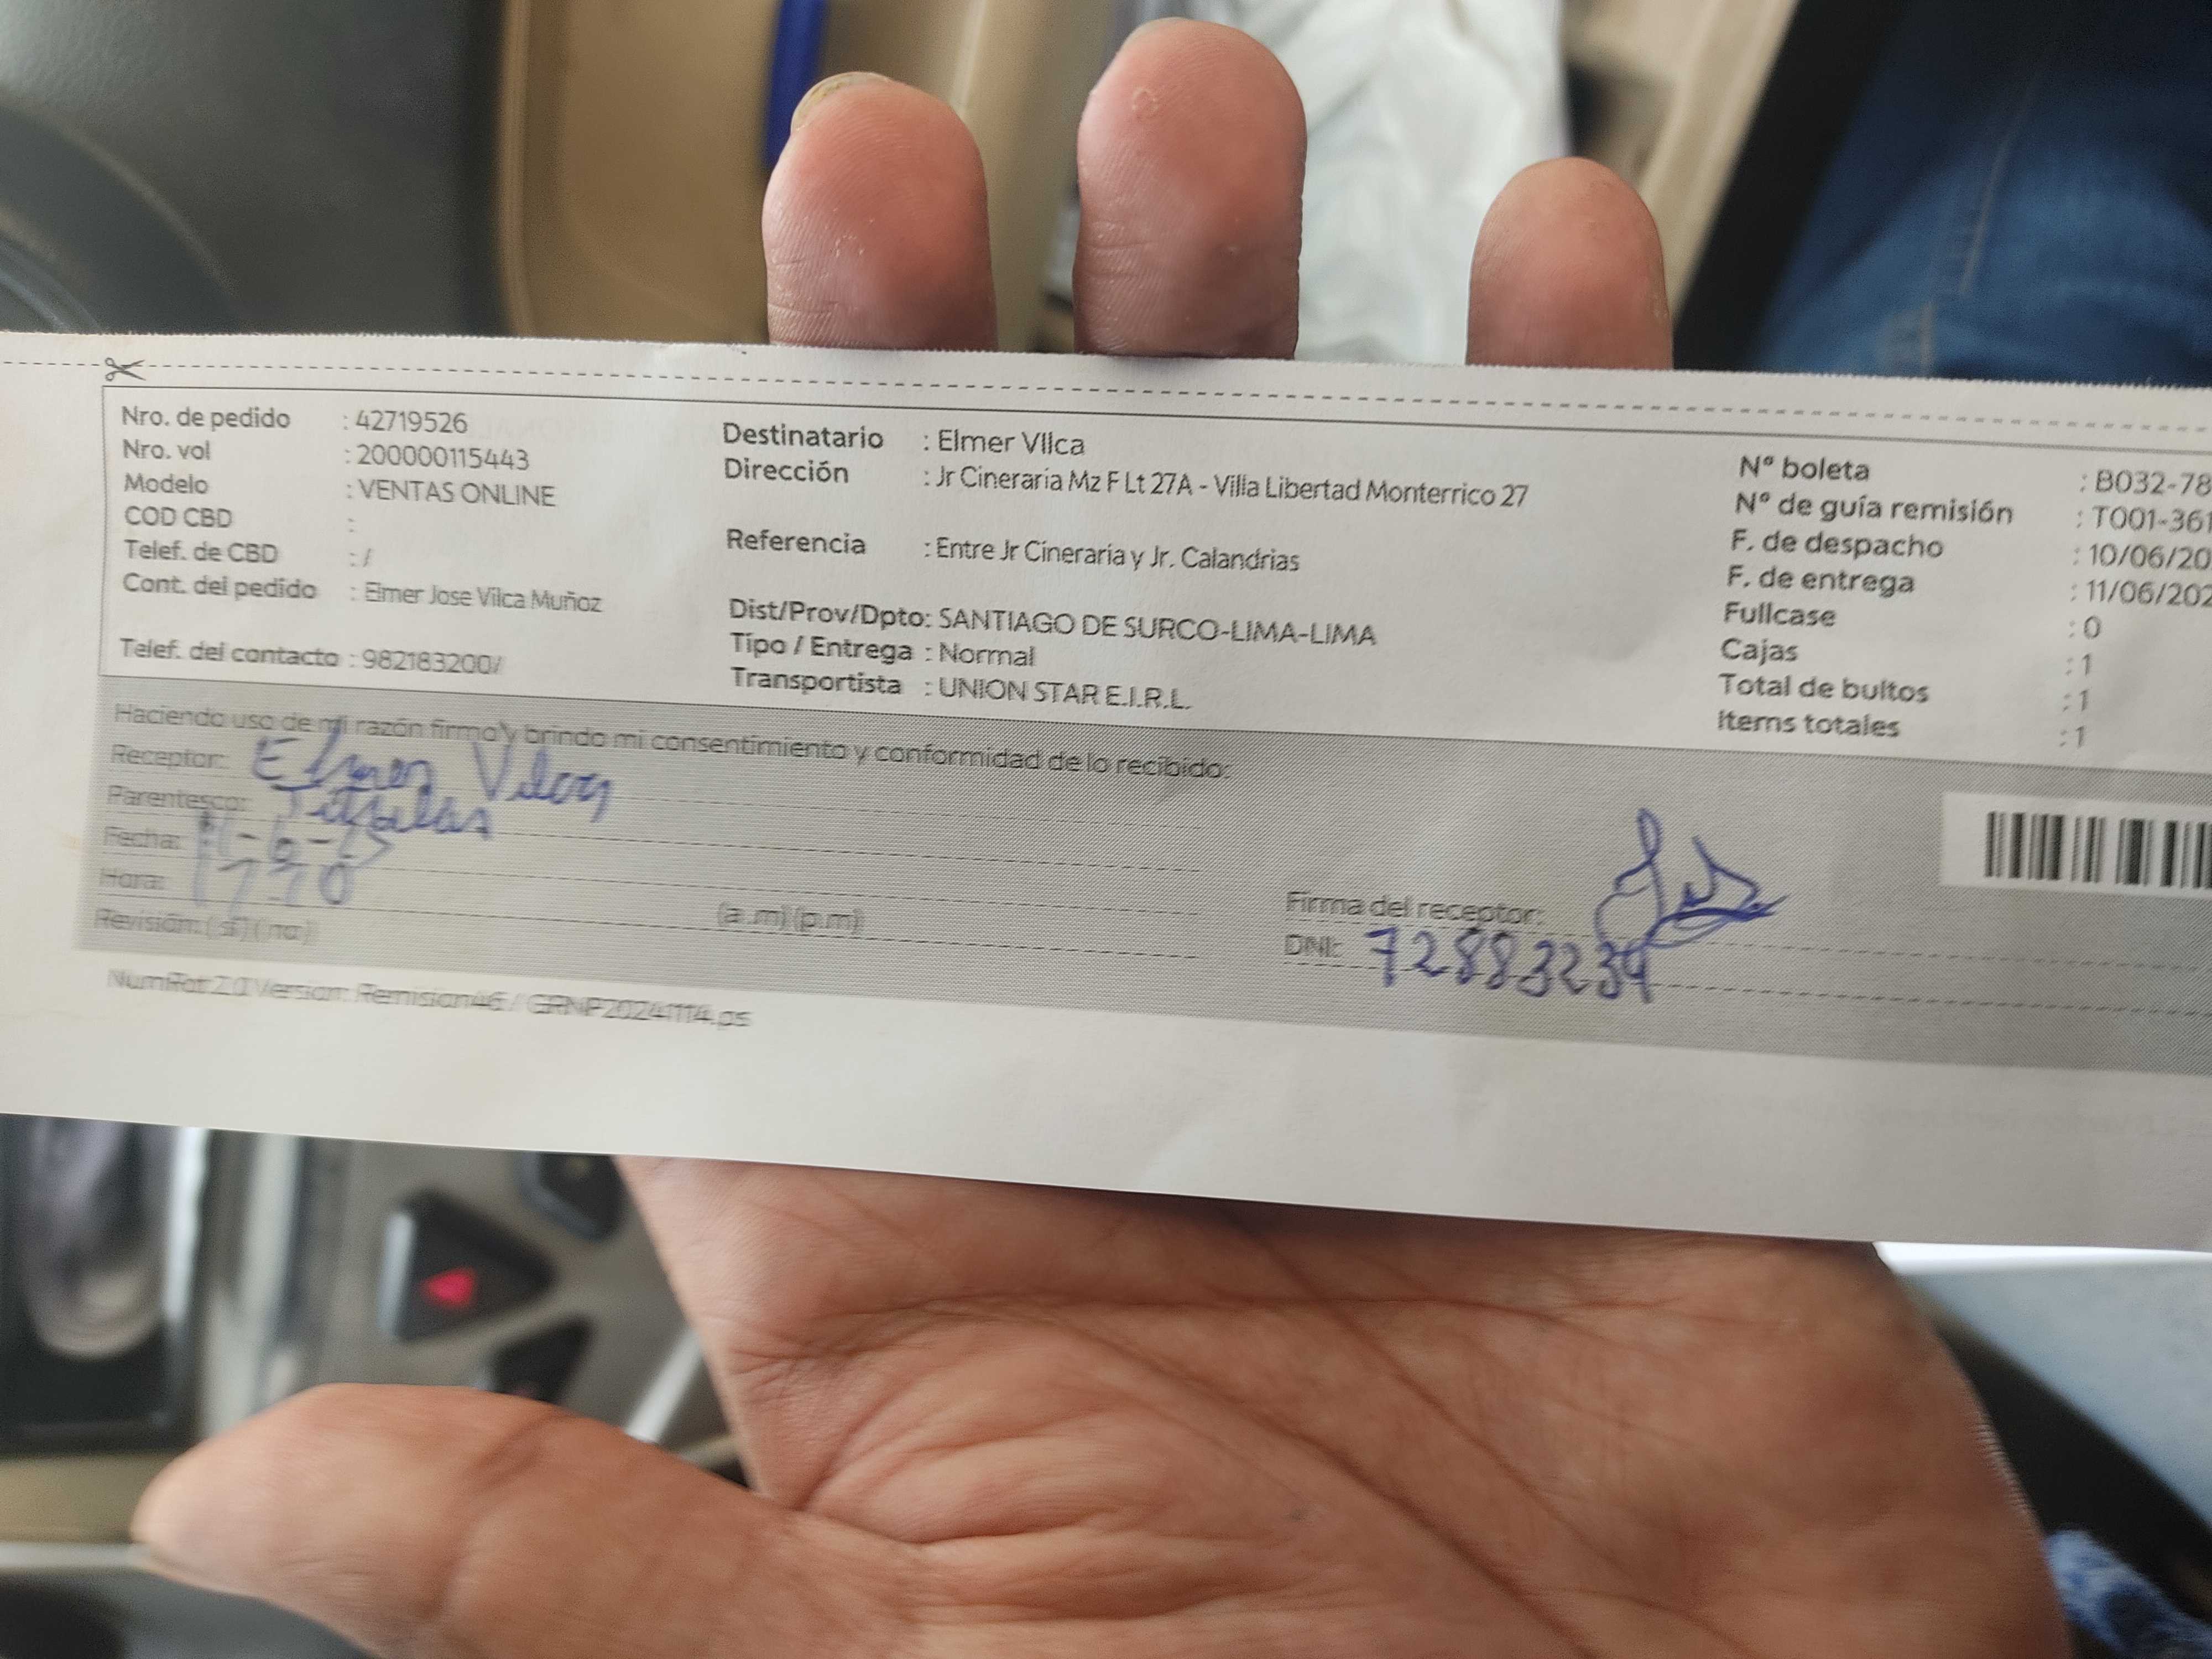 Nro. de pedido : 42719526
Nro. vol : 200000115443
Modelo : VENTAS ONLINE
COD CBD :
Telef. de CBD : /
Cont. del pedido : Elmer Jose Vilca Muñoz
Telef. del contacto : 982183200/
Destinatario : Elmer VIlca
Dirección : Jr Cineraria Mz F Lt 27A - Villa Libertad Monterrico 27
Referencia : Entre Jr Cineraria y Jr. Calandrias
Dist/Prov/Dpto: SANTIAGO DE SURCO-LIMA-LIMA
Tipo / Entrega : Normal
Transportista : UNION STAR E.I.R.L.
N° boleta : B032-78
N° de guía remisión : T001-361
F. de despacho : 10/06/20
F. de entrega : 11/06/202
Fullcase : 0
Cajas : 1
Total de bultos : 1
Items totales : 1
Haciendo uso de mi razón firmo y brindo mi consentimiento y conformidad de lo recibido:
Receptor: Elmer Vilca
Parentesco: Titular
Fecha: 11-6-25
Hora: (a.m) (p.m)
Revisión: ( si ) ( no )
Firma del receptor:
DNI: 72883239
Version: Remision46 / GRNP20241114.ps